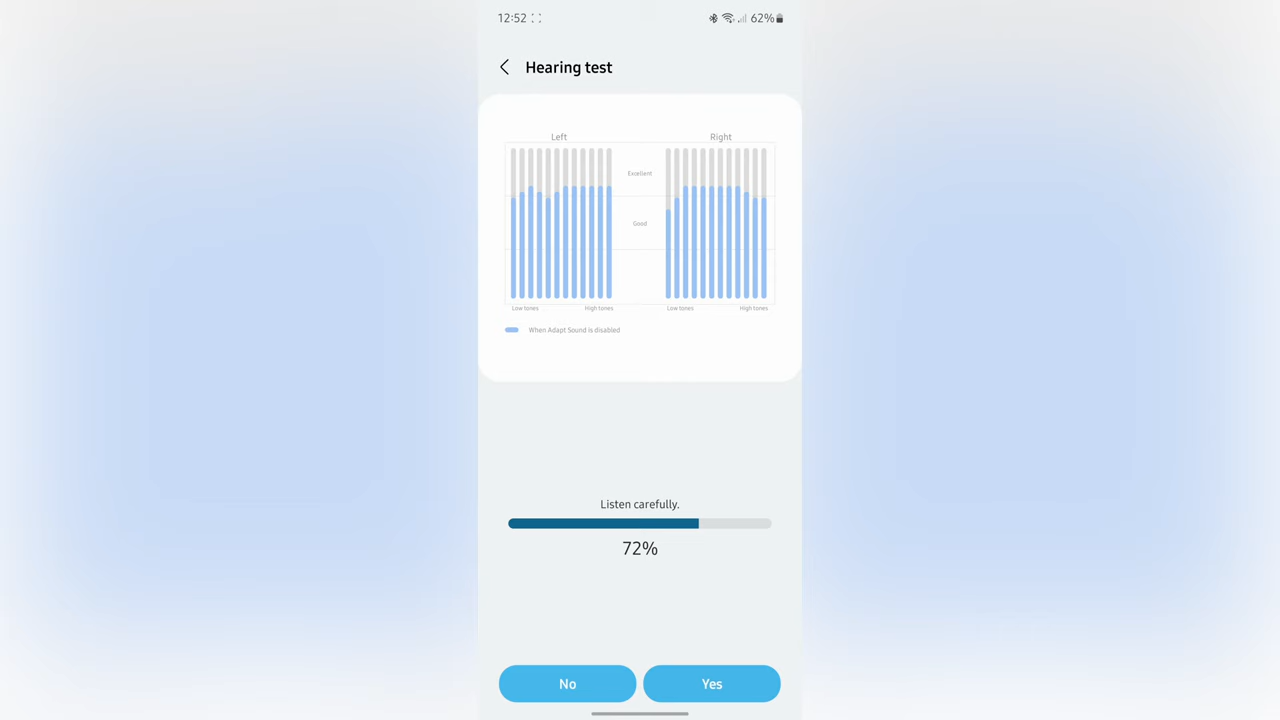 12:52 62%
Hearing test
Left Right
Excellent
Good
Low tones High tones Low tones High tones
When Adapt Sound is disabled
Listen carefully.
72%
No Yes